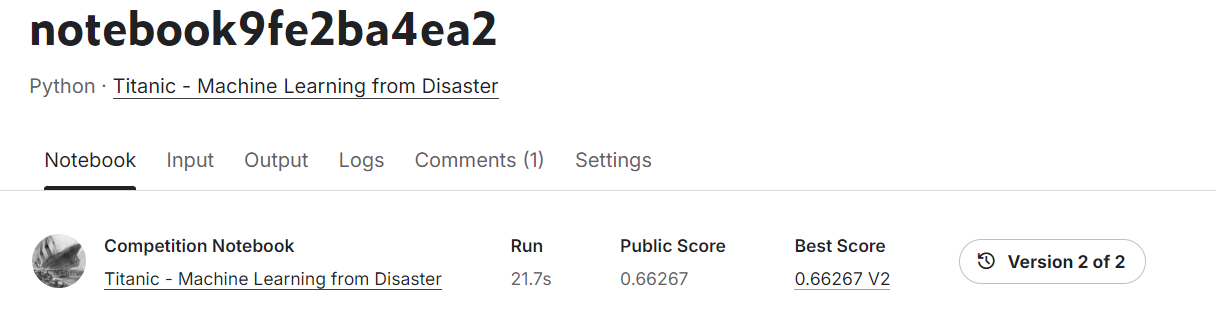 notebook9fe2ba4ea2
Python · Titanic - Machine Learning from Disaster
Notebook Input Output Logs Comments (1) Settings
Competition Notebook Run Public Score Best Score
Titanic - Machine Learning from Disaster 21.7s 0.66267 0.66267 V2 Version 2 of 2